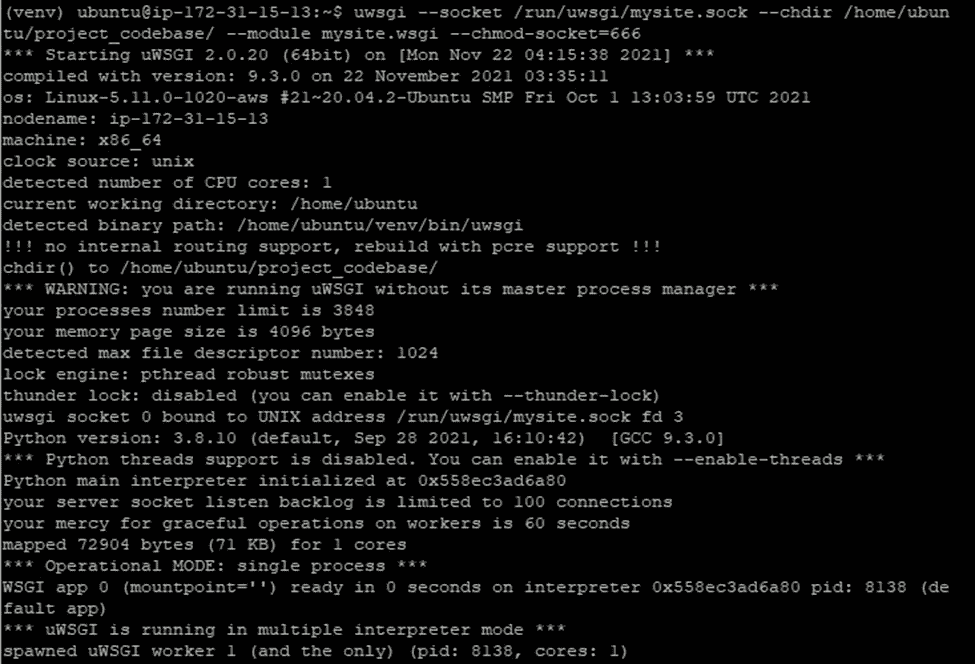 (venv) ubuntu@ip-172-31-15-13:~$ uwsgi --socket /run/uwsgi/mysite.sock --chdir /home/ubun
tu/project_codebase/ --module mysite.wsgi --chmod-socket=666
*** Starting uWSGI 2.0.20 (64bit) on [Mon Nov 22 04:15:38 2021] ***
compiled with version: 9.3.0 on 22 November 2021 03:35:11
os: Linux-5.11.0-1020-aws #21~20.04.2-Ubuntu SMP Fri Oct 1 13:03:59 UTC 2021
nodename: ip-172-31-15-13
machine: x86_64
clock source: unix
detected number of CPU cores: 1
current working directory: /home/ubuntu
detected binary path: /home/ubuntu/venv/bin/uwsgi
!!! no internal routing support, rebuild with pcre support !!!
chdir() to /home/ubuntu/project_codebase/
*** WARNING: you are running uWSGI without its master process manager ***
your processes number limit is 3848
your memory page size is 4096 bytes
detected max file descriptor number: 1024
lock engine: pthread robust mutexes
thunder lock: disabled (you can enable it with --thunder-lock)
uwsgi socket 0 bound to UNIX address /run/uwsgi/mysite.sock fd 3
Python version: 3.8.10 (default, Sep 28 2021, 16:10:42)  [GCC 9.3.0]
*** Python threads support is disabled. You can enable it with --enable-threads ***
Python main interpreter initialized at 0x558ec3ad6a80
your server socket listen backlog is limited to 100 connections
your mercy for graceful operations on workers is 60 seconds
mapped 72904 bytes (71 KB) for 1 cores
*** Operational MODE: single process ***
WSGI app 0 (mountpoint='') ready in 0 seconds on interpreter 0x558ec3ad6a80 pid: 8138 (de
fault app)
*** uWSGI is running in multiple interpreter mode ***
spawned uWSGI worker 1 (and the only) (pid: 8138, cores: 1)